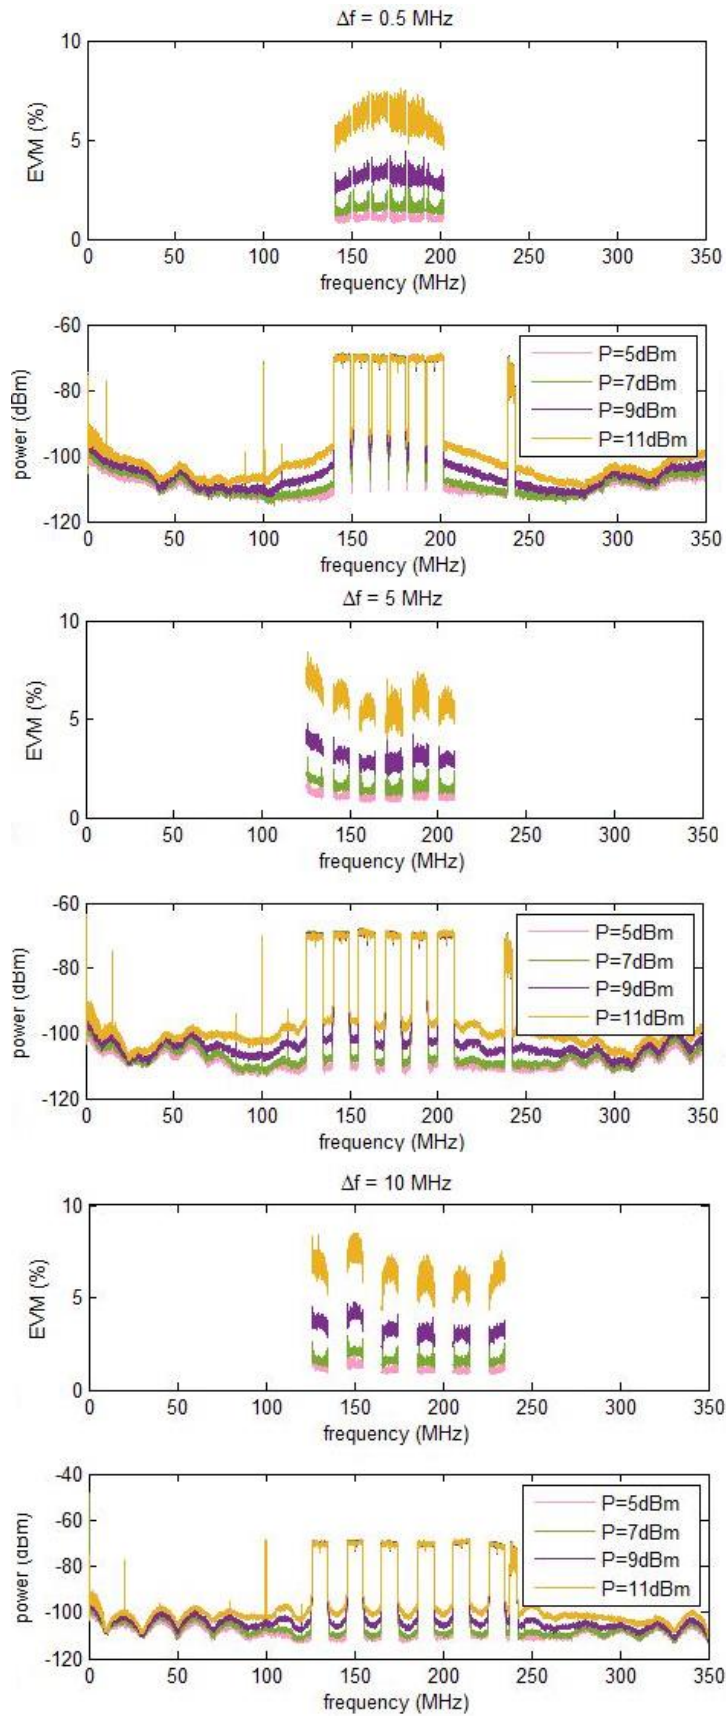 Δf = 0.5 MHz
10
5
0
EVM (%)
0 50 100 150 200 250 300 350
frequency (MHz)
-60
-80
-100
-120
power (dBm)
P=5dBm
P=7dBm
P=9dBm
P=11dBm
0 50 100 150 200 250 300 350
frequency (MHz)
Δf = 5 MHz
10
5
0
EVM (%)
0 50 100 150 200 250 300 350
frequency (MHz)
-60
-80
-100
-120
power (dBm)
P=5dBm
P=7dBm
P=9dBm
P=11dBm
0 50 100 150 200 250 300 350
frequency (MHz)
Δf = 10 MHz
10
5
0
EVM (%)
0 50 100 150 200 250 300 350
frequency (MHz)
-40
-60
-80
-100
-120
power (dBm)
P=5dBm
P=7dBm
P=9dBm
P=11dBm
0 50 100 150 200 250 300 350
frequency (MHz)